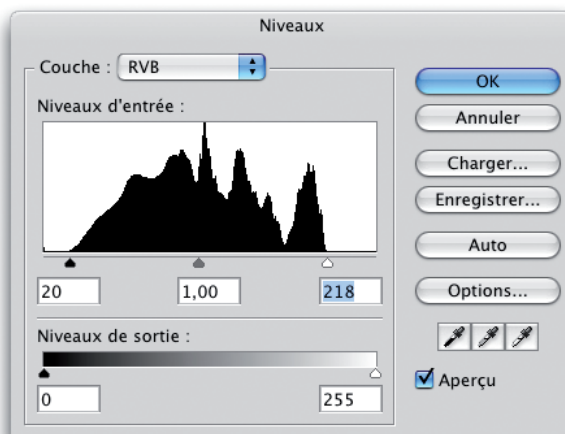 Niveaux
Couche : RVB
Niveaux d'entrée :
20 1,00 218
Niveaux de sortie :
0 255
OK
Annuler
Charger...
Enregistrer...
Auto
Options...
Aperçu